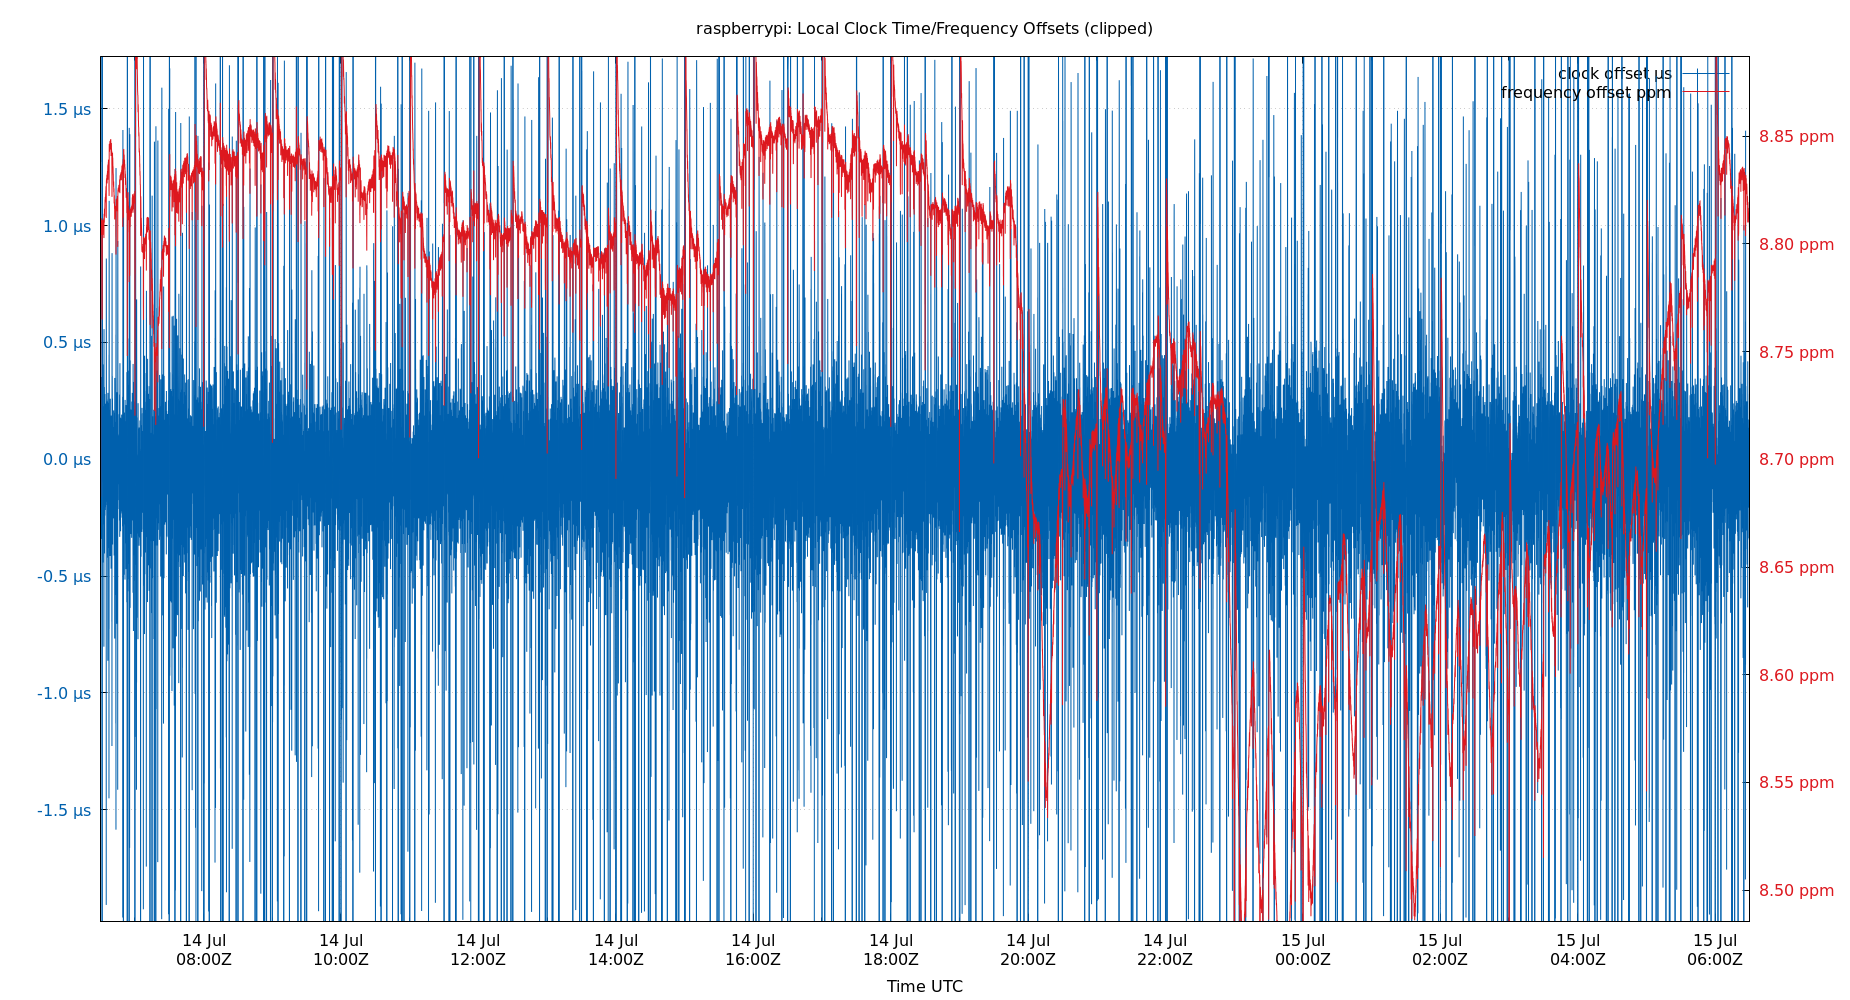 raspberrypi: Local Clock Time/Frequency Offsets (clipped)
clock offset µs
frequency offset ppm
1.5 µs
1.0 µs
0.5 µs
0.0 µs
-0.5 µs
-1.0 µs
-1.5 µs
8.85 ppm
8.80 ppm
8.75 ppm
8.70 ppm
8.65 ppm
8.60 ppm
8.55 ppm
8.50 ppm
14 Jul 14 Jul 14 Jul 14 Jul 14 Jul 14 Jul 14 Jul 14 Jul 15 Jul 15 Jul 15 Jul 15 Jul
08:00Z 10:00Z 12:00Z 14:00Z 16:00Z 18:00Z 20:00Z 22:00Z 00:00Z 02:00Z 04:00Z 06:00Z
Time UTC